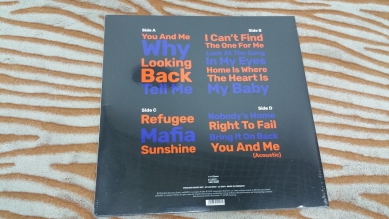 Side A
You And Me
Why
Looking
Back
Tell Me
Side B
I Can't Find
The One For Me
In My Eyes
Home Is Where
The Heart Is
My Baby
Side C
Refugee
Mafia
Sunshine
Side D
Nobody's Home
Right To Fail
Bring It On Back
You And Me
(Acoustic)